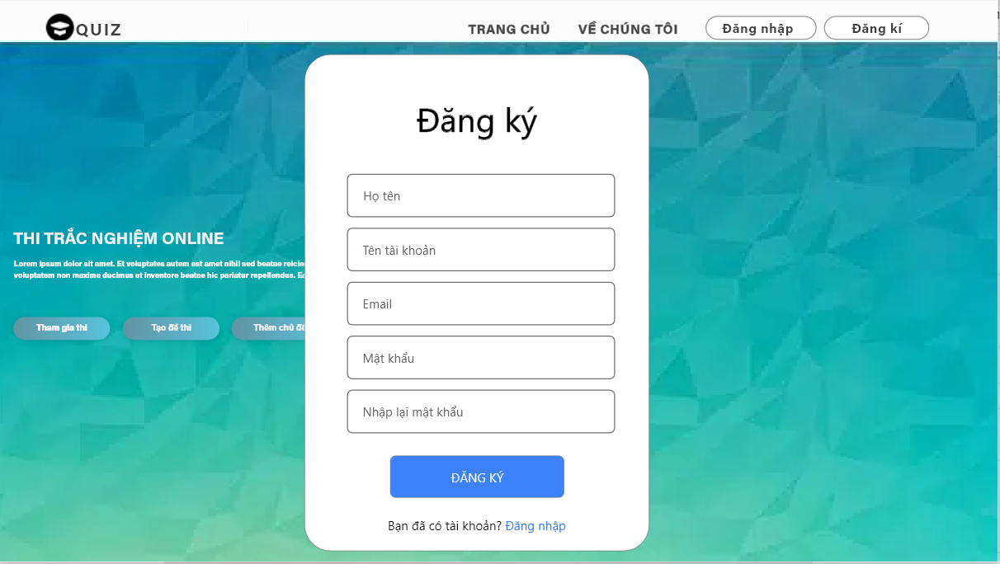 QUIZ
TRANG CHỦ
VỀ CHÚNG TÔI
Đăng nhập
Đăng kí
Đăng ký
Họ tên
Tên tài khoản
Email
Mật khẩu
Nhập lại mật khẩu
ĐĂNG KÝ
Bạn đã có tài khoản? Đăng nhập
THI TRẮC NGHIỆM ONLINE
Lorem ipsum dolor sit amet. Et voluptates autem est amet nihil sed beatae
voluptatem non maxime ducimus et inventore beatae hic pariatur repellendus.
Tham gia thi
Tạo đề thi
Thêm chủ